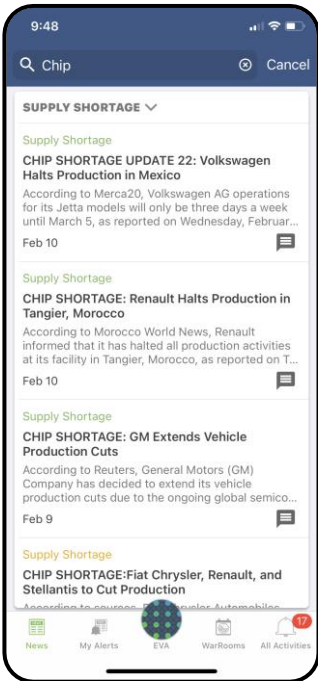 9:48
Chip
Cancel
SUPPLY SHORTAGE
Supply Shortage
CHIP SHORTAGE UPDATE 22: Volkswagen
Halts Production in Mexico
According to Merca20, Volkswagen AG operations
for its Jetta models will only be three days a week
until March 5, as reported on Wednesday, Februar...
Feb 10
Supply Shortage
CHIP SHORTAGE: Renault Halts Production in
Tangier, Morocco
According to Morocco World News, Renault
informed that it has halted all production activities
at its facility in Tangier, Morocco, as reported on T...
Feb 10
Supply Shortage
CHIP SHORTAGE: GM Extends Vehicle
Production Cuts
According to Reuters, General Motors (GM)
Company has decided to extend its vehicle
production cuts due to the ongoing global semico...
Feb 9
Supply Shortage
CHIP SHORTAGE:Fiat Chrysler, Renault, and
Stellantis to Cut Production
According to sources, Chrysler Automobiles
17
News
My Alerts
EVA
WarRooms
All Activities